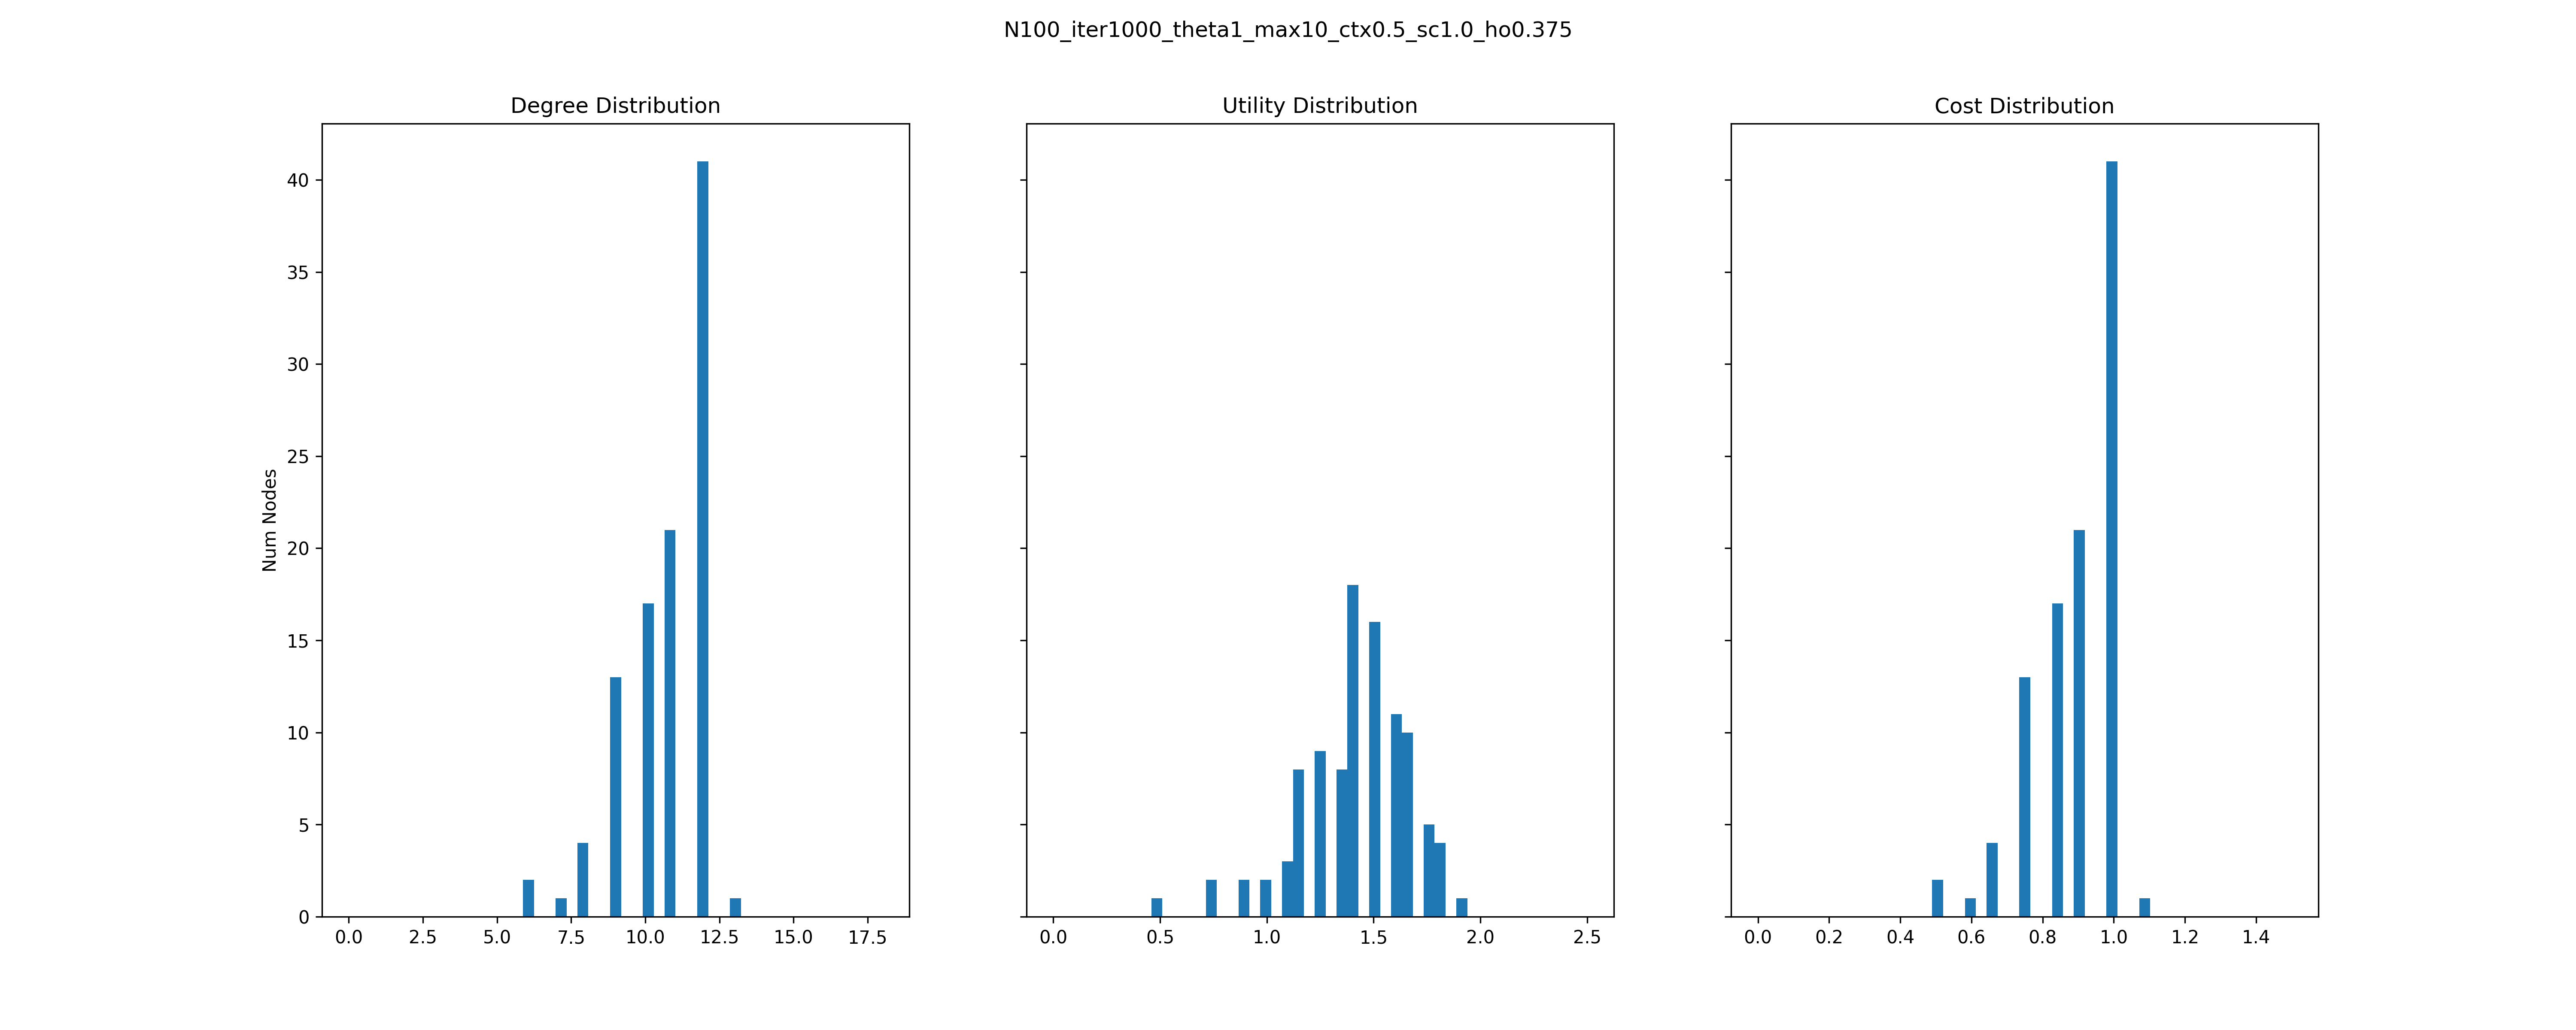 N100_iter1000_theta1_max10_ctx0.5_sc1.0_ho0.375
Degree Distribution
Num Nodes
40
35
30
25
20
15
10
5
0
0.0 2.5 5.0 7.5 10.0 12.5 15.0 17.5
Utility Distribution
0.0 0.5 1.0 1.5 2.0 2.5
Cost Distribution
0.0 0.2 0.4 0.6 0.8 1.0 1.2 1.4